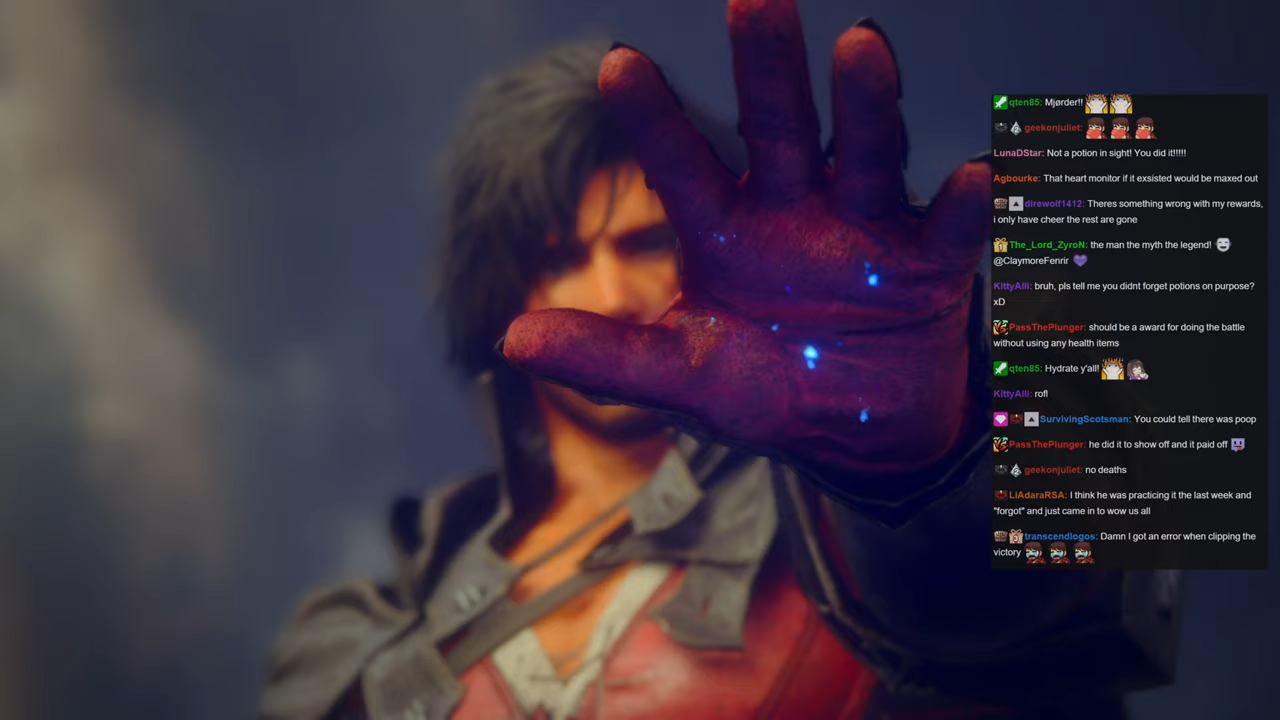 qten85: Mjørder!!
geekonjuliet:
LunaDStar: Not a potion in sight! You did it!!!!!
Agbourke: That heart monitor if it exsisted would be maxed out
direwolf1412: Theres something wrong with my rewards,
i only have cheer the rest are gone
The_Lord_ZyroN: the man the myth the legend!
@ClaymoreFenrir
KittyAlli: bruh, pls tell me you didnt forget potions on purpose?
xD
PassThePlunger: should be a award for doing the battle
without using any health items
qten85: Hydrate y'all!
KittyAlli: rofl
SurvivingScotsman: You could tell there was poop
PassThePlunger: he did it to show off and it paid off
geekonjuliet: no deaths
LiAdaraRSA: I think he was practicing it the last week and
"forgot" and just came in to wow us all
transcendlogos: Damn I got an error when clipping the
victory